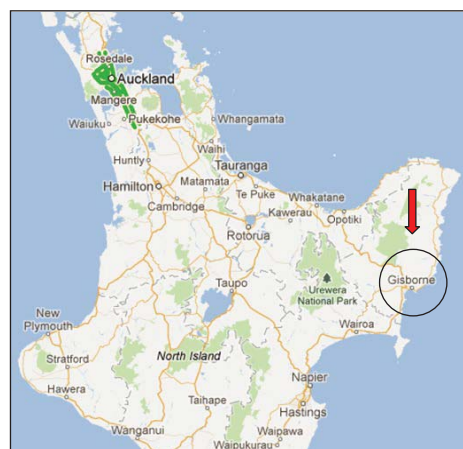 Rosedale
Auckland
Mangere
Waiuku
Pukekohe
Whangamata
Huntly
Waihi
Tauranga
Hamilton
Matamata
Te Puke
Whakatane
Cambridge
Kawerau
Opotiki
Rotorua
Urewera
National Park
Gisborne
Taupo
New
Plymouth
Wairoa
North Island
Stratford
Napier
Hawera
Taihape
Hastings
Wanganui
Waipawa
Waipukurau